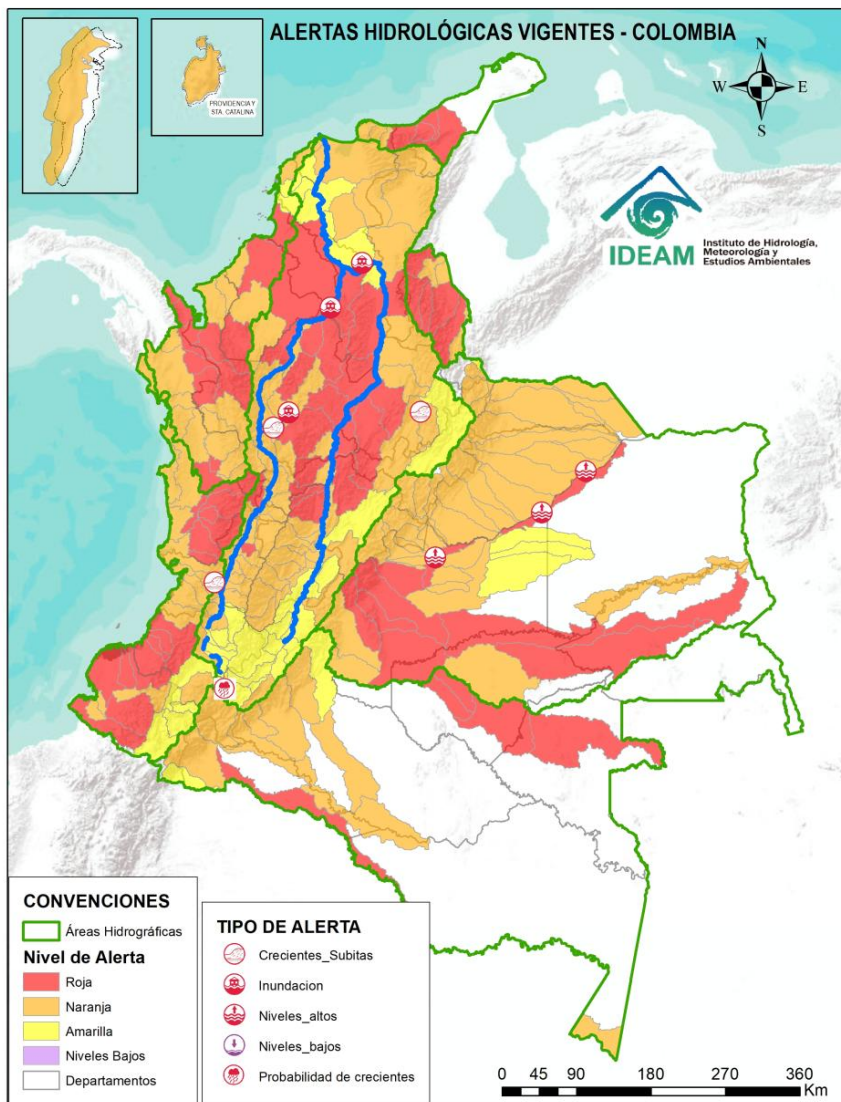 ALERTAS HIDROLÓGICAS VIGENTES - COLOMBIA
PROVIDENCIA Y
STA. CATALINA
N
W
E
S
IDEAM
Instituto de Hidrología,
Meteorología y
Estudios Ambientales
CONVENCIONES
Áreas Hidrográficas
Nivel de Alerta
Roja
Naranja
Amarilla
Niveles Bajos
Departamentos
TIPO DE ALERTA
Crecientes_Subitas
Inundacion
Niveles_altos
Niveles_bajos
Probabilidad de crecientes
0 45 90 180 270 360
Km